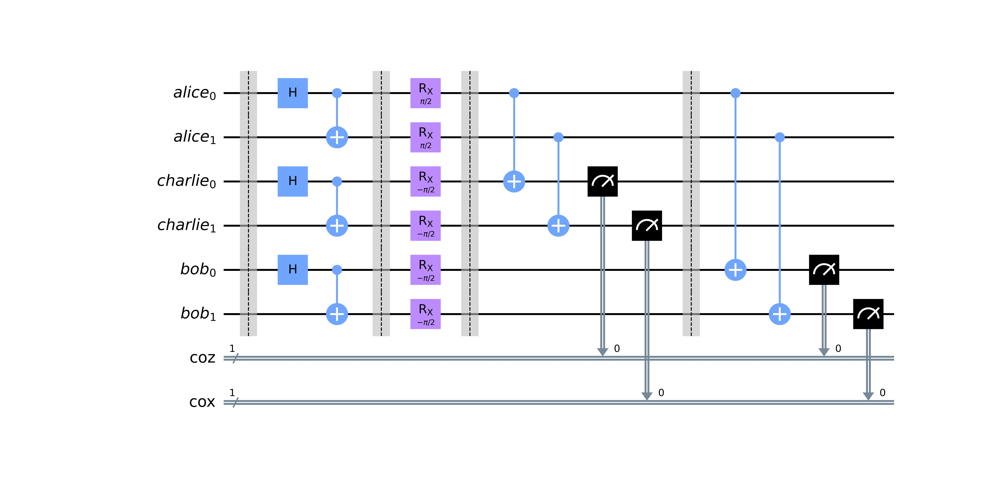 alice0 H RX π/2
alice1 RX π/2
charlie0 H RX −π/2
charlie1 RX −π/2
bob0 H RX −π/2
bob1 RX −π/2
1 0 0
coz
1 0 0
cox